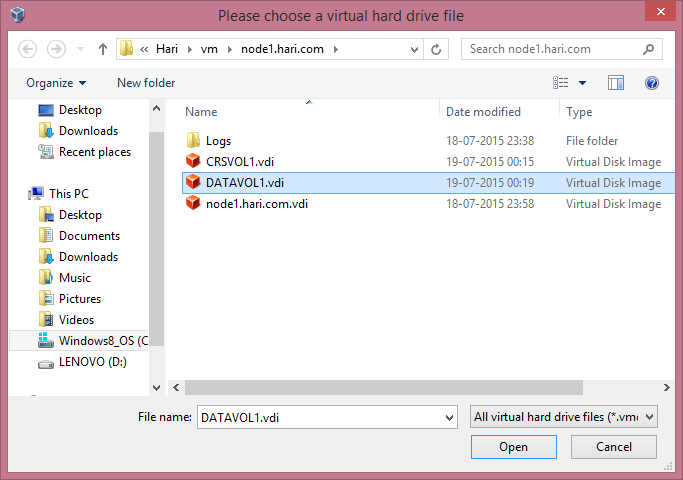 Please choose a virtual hard drive file
« Hari vm node1.hari.com
Search node1.hari.com
Organize New folder
Name Date modified Type
Desktop
Downloads
Recent places
This PC
Desktop
Documents
Downloads
Music
Pictures
Videos
Windows8_OS (C
LENOVO (D:)
Logs 18-07-2015 23:38 File folder
CRSVOL1.vdi 19-07-2015 00:15 Virtual Disk Image
DATAVOL1.vdi 19-07-2015 00:19 Virtual Disk Image
node1.hari.com.vdi 18-07-2015 23:58 Virtual Disk Image
File name: DATAVOL1.vdi All virtual hard drive files (*.vmd
Open Cancel